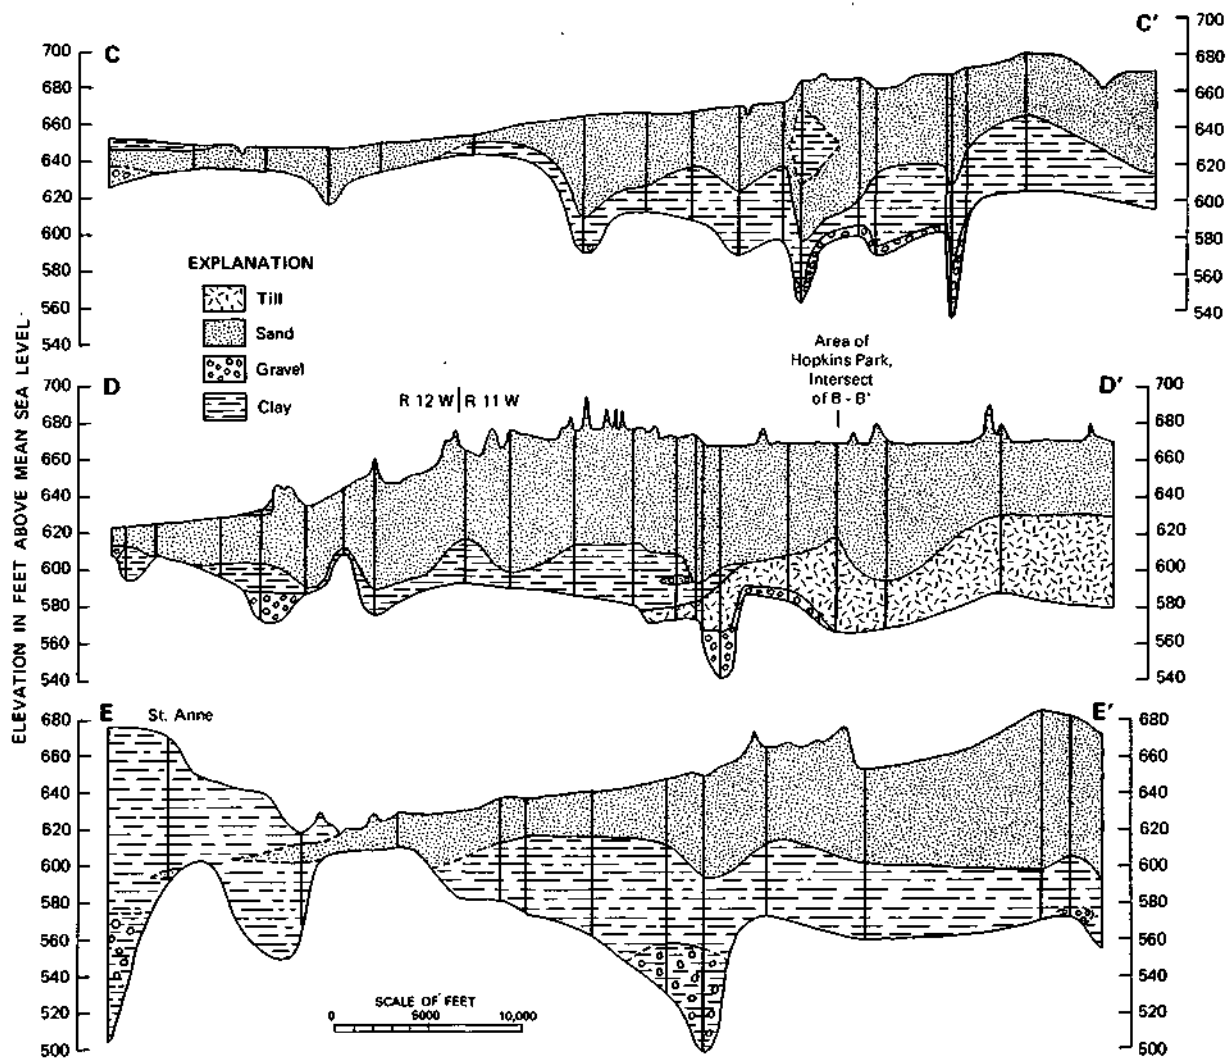 C
C'
700
680
660
640
620
600
580
560
540
700
680
660
640
620
600
580
560
540
EXPLANATION
Till
Sand
Gravel
Clay
ELEVATION IN FEET ABOVE MEAN SEA LEVEL
D
D'
R 12 W R 11 W
Area of
Hopkins Park,
Intersect
of B - B'
700
680
660
640
620
600
580
560
540
700
680
660
640
620
600
580
560
540
E
St. Anne
E'
680
660
640
620
600
580
560
540
520
500
680
660
640
620
600
580
560
540
520
500
SCALE OF FEET
0 5000 10,000